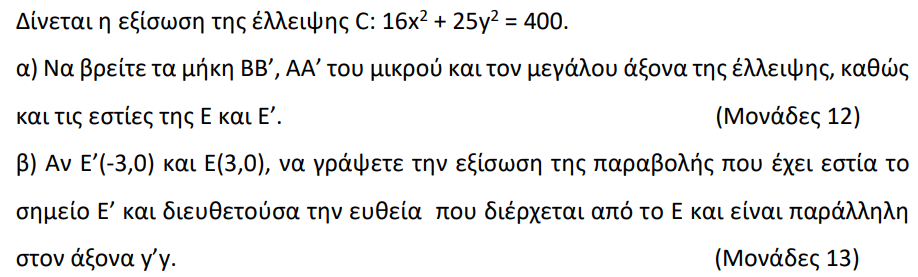 Δίνεται η εξίσωση της έλλειψης C: 16x² + 25y² = 400.
α) Να βρείτε τα μήκη ΒΒ’, ΑΑ’ του μικρού και τον μεγάλου άξονα της έλλειψης, καθώς
και τις εστίες της Ε και Ε’. (Μονάδες 12)
β) Αν Ε’(-3,0) και Ε(3,0), να γράψετε την εξίσωση της παραβολής που έχει εστία το
σημείο Ε’ και διευθετούσα την ευθεία που διέρχεται από το Ε και είναι παράλληλη
στον άξονα y’y. (Μονάδες 13)